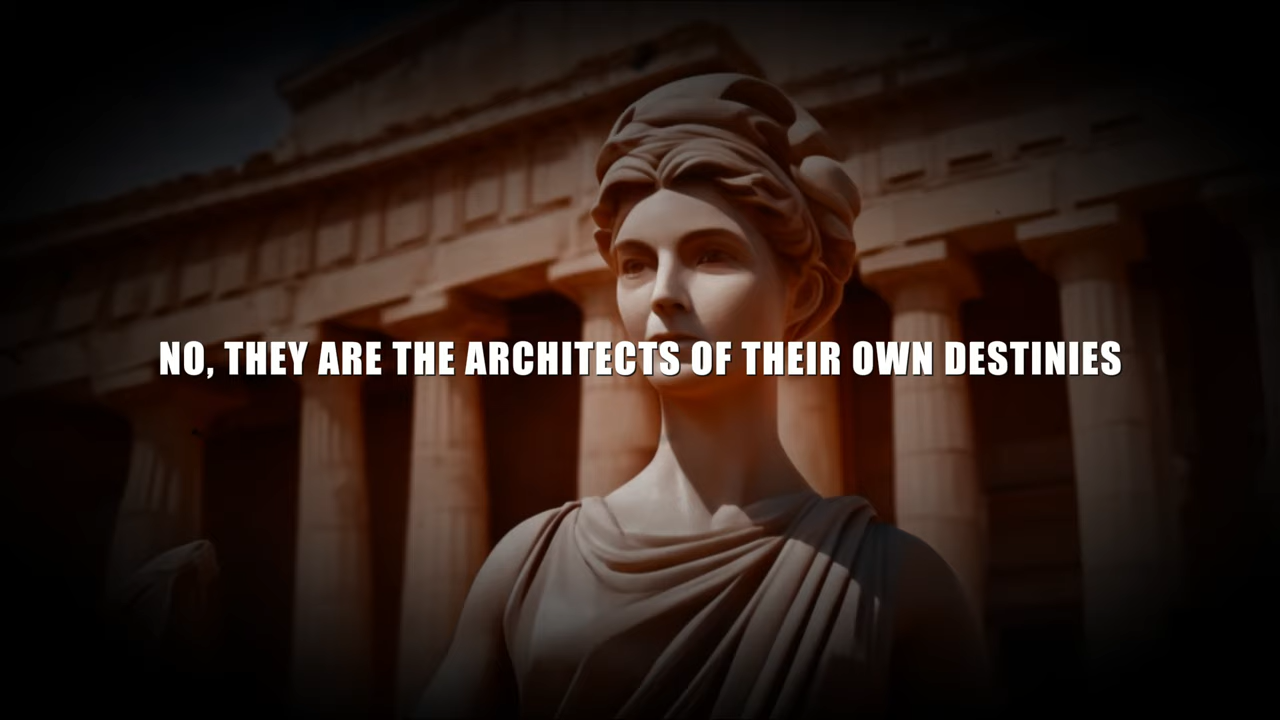 NO, THEY ARE THE ARCHITECTS OF THEIR OWN DESTINIES